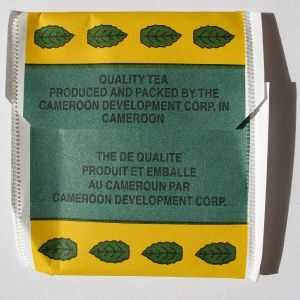 QUALITY TEA
PRODUCED AND PACKED BY THE
CAMEROON DEVELOPMENT CORP. IN
CAMEROON
THE DE QUALITE
PRODUIT ET EMBALLE
AU CAMEROUN PAR
CAMEROON DEVELOPMENT CORP.